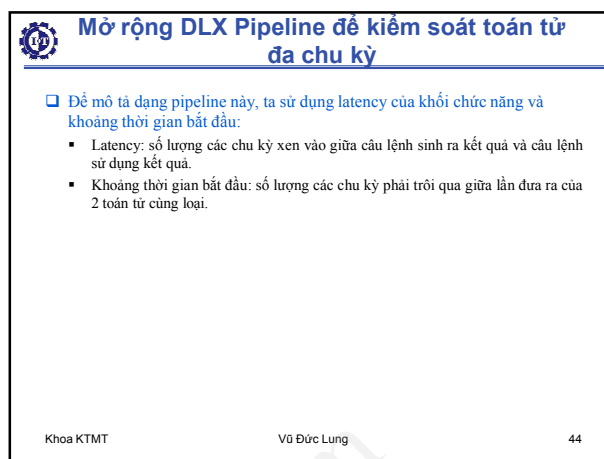 Mở rộng DLX Pipeline để kiểm soát toán tử
đa chu kỳ
Để mô tả dạng pipeline này, ta sử dụng latency của khối chức năng và
khoảng thời gian bắt đầu:
Latency: số lượng các chu kỳ xen vào giữa câu lệnh sinh ra kết quả và câu lệnh
sử dụng kết quả.
Khoảng thời gian bắt đầu: số lượng các chu kỳ phải trôi qua giữa lần đưa ra của
2 toán tử cùng loại.
Khoa KTMT
Vũ Đức Lung
44